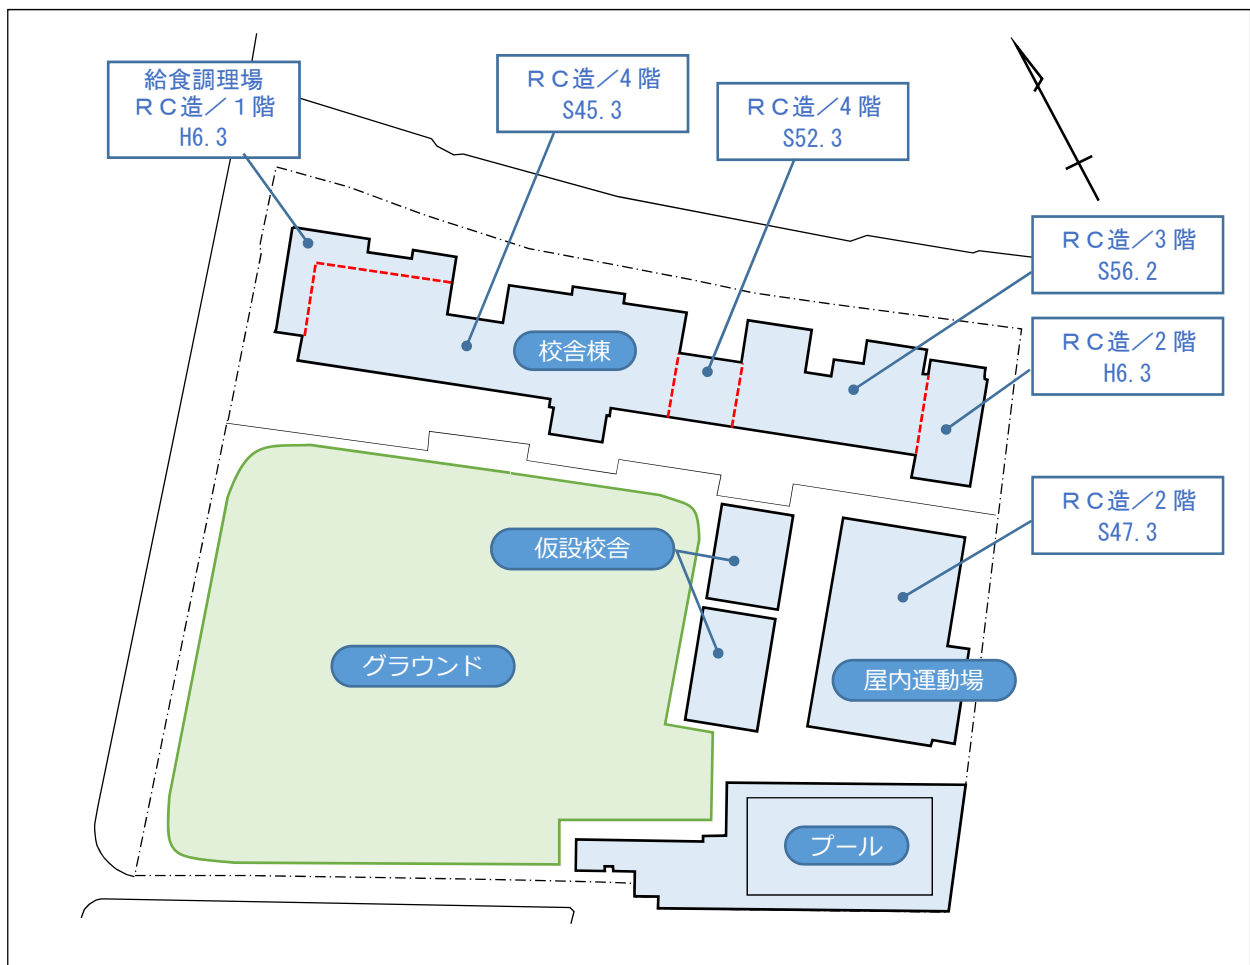 給食調理場
ＲＣ造／１階
H6.3
ＲＣ造／4 階
S45.3
ＲＣ造／4 階
S52.3
ＲＣ造／3 階
S56.2
ＲＣ造／2 階
H6.3
校舎棟
ＲＣ造／2 階
S47.3
仮設校舎
グラウンド
屋内運動場
プール